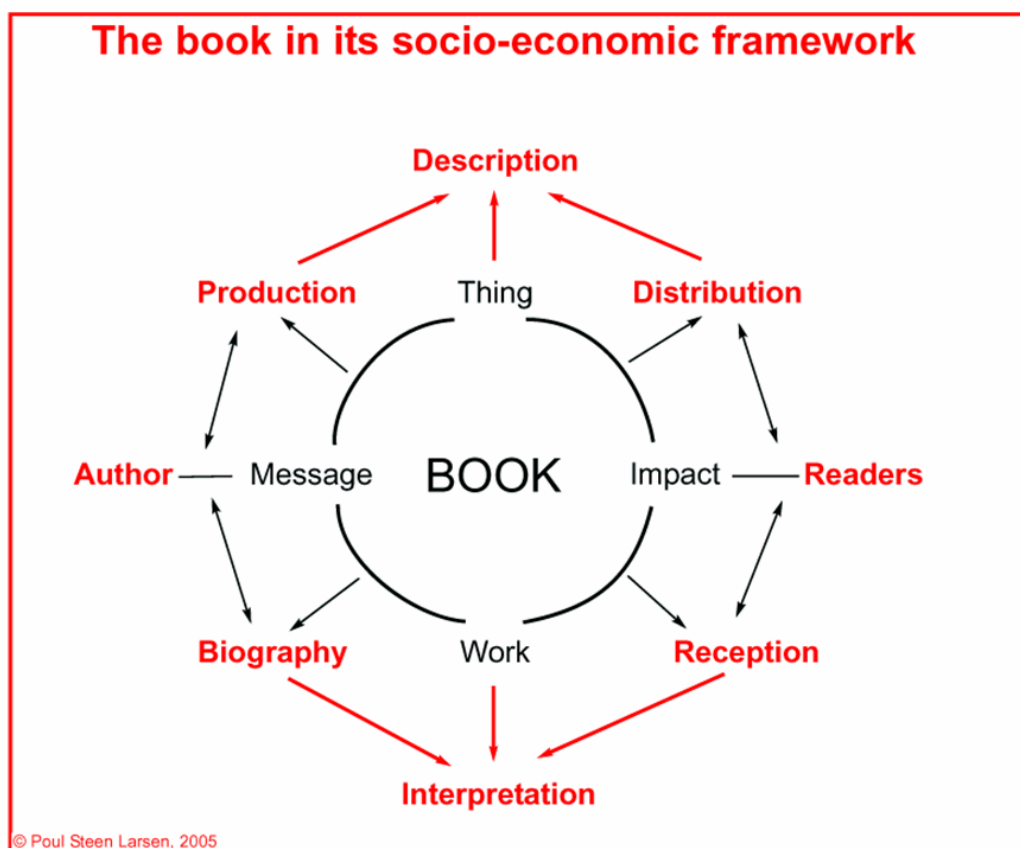 The book in its socio-economic framework
Description
Production
Thing
Distribution
Author
Message
BOOK
Impact
Readers
Biography
Work
Reception
Interpretation
© Poul Steen Larsen, 2005